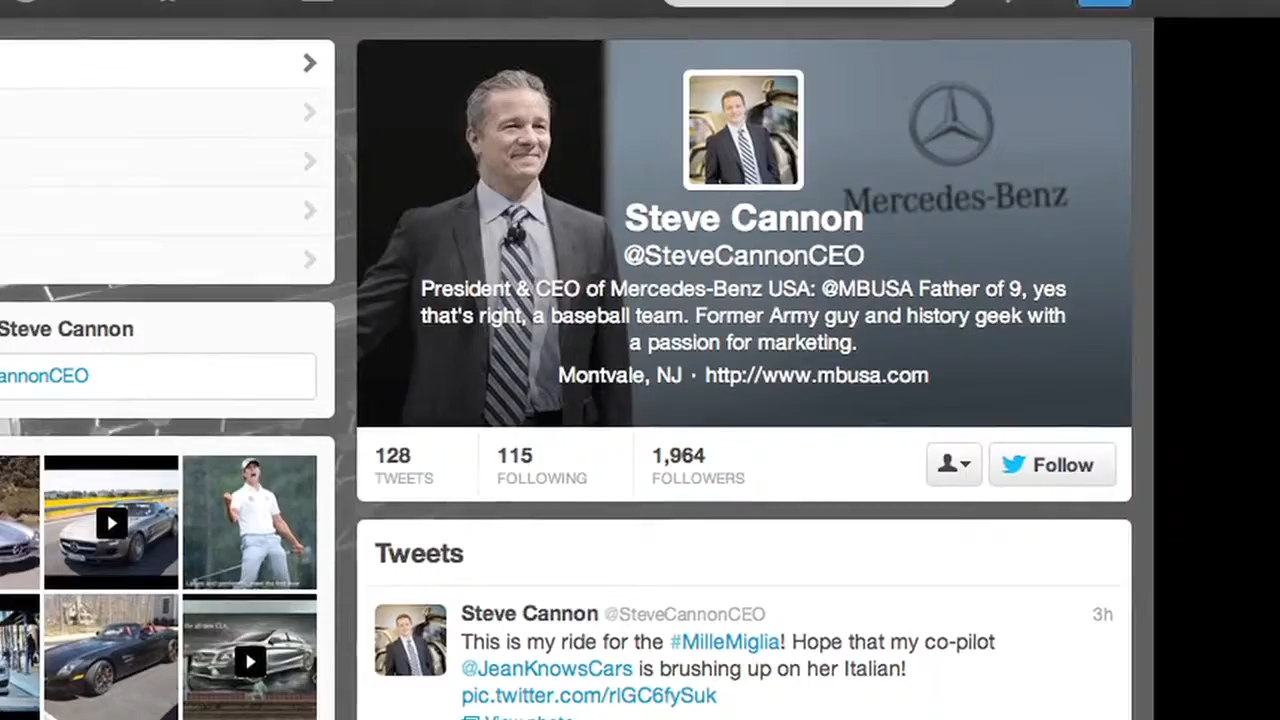 Mercedes-Benz
Steve Cannon
@SteveCannonCEO
President & CEO of Mercedes-Benz USA: @MBUSA Father of 9, yes
that's right, a baseball team. Former Army guy and history geek with
a passion for marketing.
Montvale, NJ · http://www.mbusa.com
128
TWEETS
115
FOLLOWING
1,964
FOLLOWERS
Follow
Steve Cannon
annonCEO
Tweets
Steve Cannon @SteveCannonCEO 3h
This is my ride for the #MilleMiglia! Hope that my co-pilot
@JeanKnowsCars is brushing up on her Italian!
pic.twitter.com/rlGC6fySuk
View photo